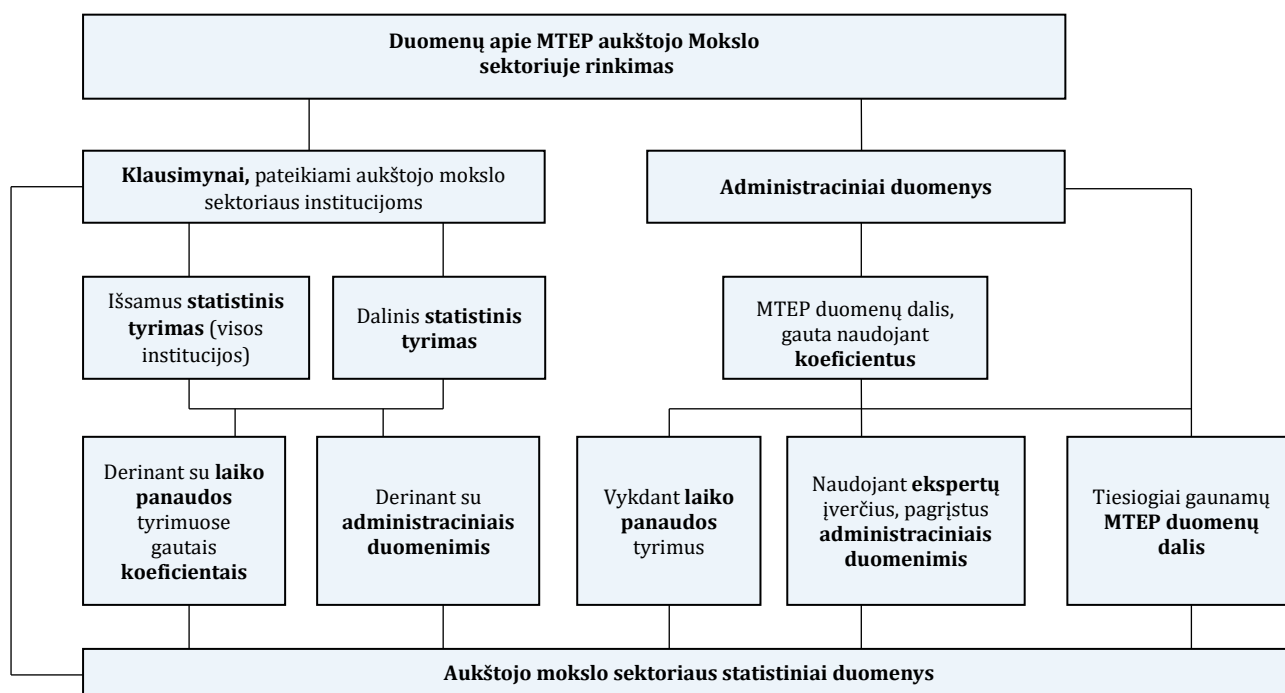 Duomenų apie MTEP aukštojo Mokslo
sektoriuje rinkimas
Klausimynai, pateikiami aukštojo mokslo
sektoriaus institucijoms
Administraciniai duomenys
Išsamus statistinis
tyrimas (visos
institucijos)
Dalinis statistinis
tyrimas
MTEP duomenų dalis,
gauta naudojant
koeficientus
Derinant su laiko
panaudos
tyrimuose
gautais
koeficientais
Derinant su
administraciniais
duomenimis
Vykdant laiko
panaudos
tyrimus
Naudojant ekspertų
įverčius, pagrįstus
administraciniais
duomenimis
Tiesiogiai gaunamų
MTEP duomenų
dalis
Aukštojo mokslo sektoriaus statistiniai duomenys